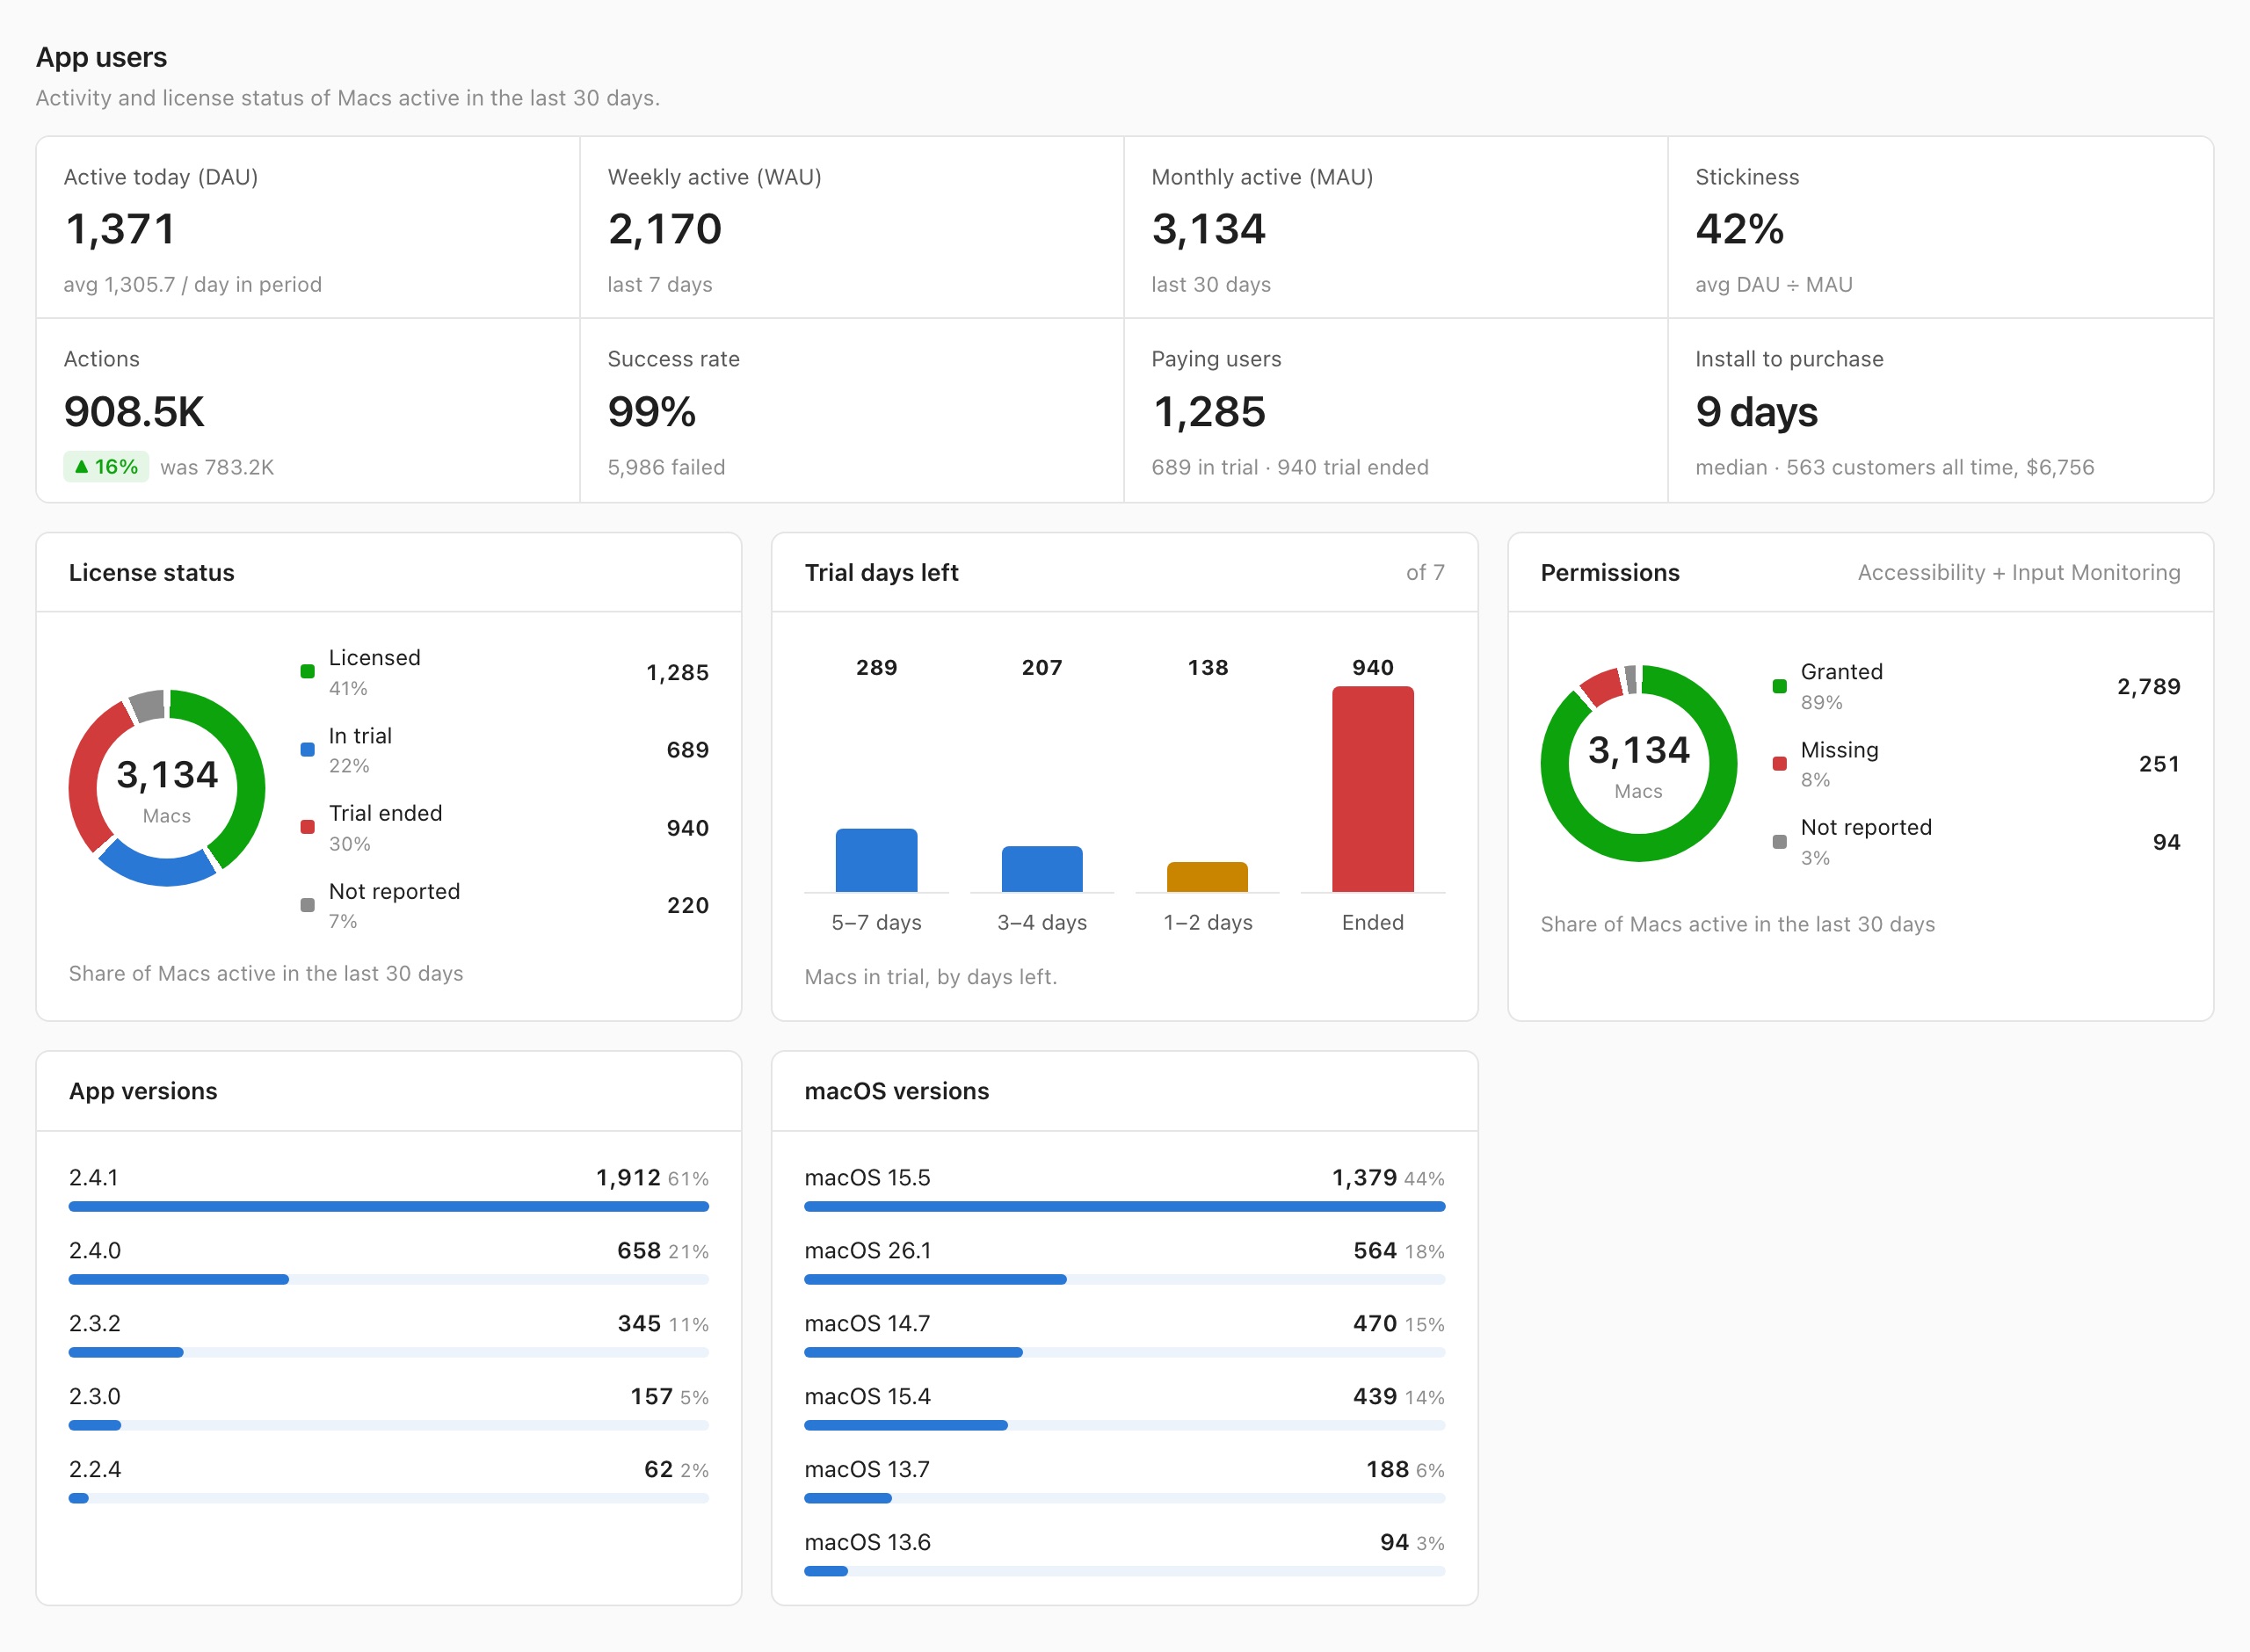 App users
Activity and license status of Macs active in the last 30 days.
Active today (DAU)
1,371
avg 1,305.7 / day in period
Weekly active (WAU)
2,170
last 7 days
Monthly active (MAU)
3,134
last 30 days
Stickiness
42%
avg DAU ÷ MAU
Actions
908.5K
▲ 16% was 783.2K
Success rate
99%
5,986 failed
Paying users
1,285
689 in trial · 940 trial ended
Install to purchase
9 days
median · 563 customers all time, $6,756
License status
3,134
Macs
Licensed 1,285
41%
In trial 689
22%
Trial ended 940
30%
Not reported 220
7%
Share of Macs active in the last 30 days
Trial days left of 7
289 207 138 940
5–7 days 3–4 days 1–2 days Ended
Macs in trial, by days left.
Permissions Accessibility + Input Monitoring
3,134
Macs
Granted 2,789
89%
Missing 251
8%
Not reported 94
3%
Share of Macs active in the last 30 days
App versions
2.4.1 1,912 61%
2.4.0 658 21%
2.3.2 345 11%
2.3.0 157 5%
2.2.4 62 2%
macOS versions
macOS 15.5 1,379 44%
macOS 26.1 564 18%
macOS 14.7 470 15%
macOS 15.4 439 14%
macOS 13.7 188 6%
macOS 13.6 94 3%